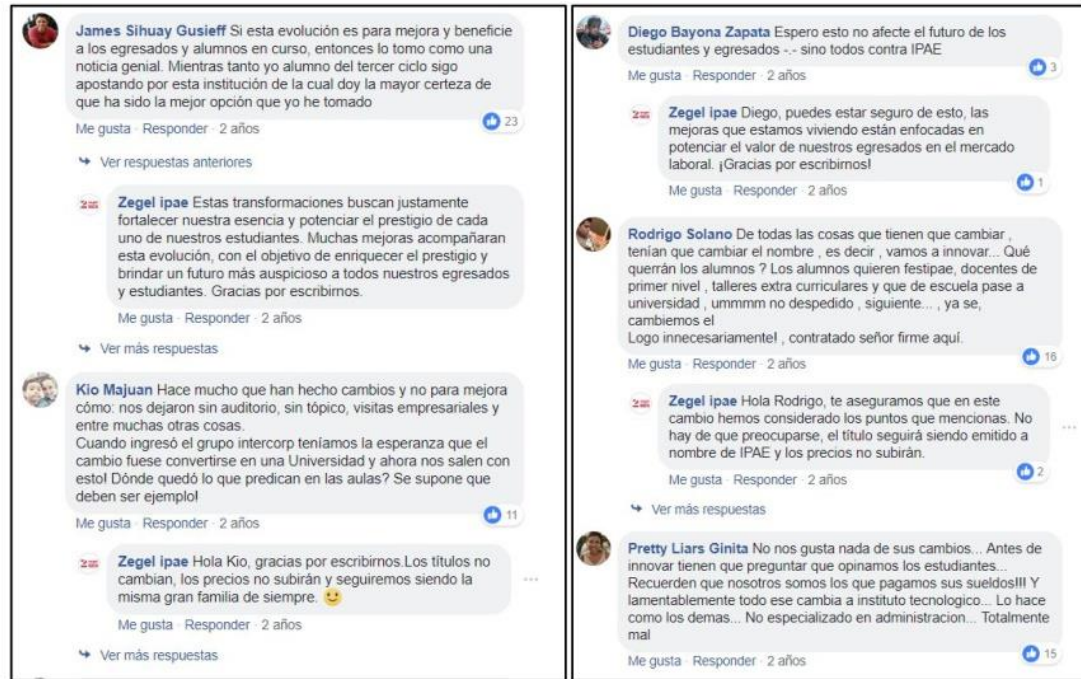 James Sihuay Gusieff Si esta evolución es para mejora y beneficie
a los egresados y alumnos en curso, entonces lo tomo como una
noticia genial. Mientras tanto yo alumno del tercer ciclo sigo
apostando por esta institución de la cual doy la mayor certeza de
que ha sido la mejor opción que yo he tomado
Me gusta · Responder · 2 años 23
Ver respuestas anteriores
Zegel ipae Estas transformaciones buscan justamente
fortalecer nuestra esencia y potenciar el prestigio de cada
uno de nuestros estudiantes. Muchas mejoras acompañaran
esta evolución, con el objetivo de enriquecer el prestigio y
brindar un futuro más auspicioso a todos nuestros egresados
y estudiantes. Gracias por escribirnos.
Me gusta · Responder · 2 años
Ver más respuestas
Kio Majuan Hace mucho que han hecho cambios y no para mejora
cómo: nos dejaron sin auditorio, sin tópico, visitas empresariales y
entre muchas otras cosas.
Cuando ingresó el grupo intercorp teníamos la esperanza que el
cambio fuese convertirse en una Universidad y ahora nos salen con
esto! Dónde quedó lo que predican en las aulas? Se supone que
deben ser ejemplo!
Me gusta · Responder · 2 años 11
Zegel ipae Hola Kio, gracias por escribirnos.Los títulos no
cambian, los precios no subirán y seguiremos siendo la
misma gran familia de siempre. 🙂
Me gusta · Responder · 2 años
Ver más respuestas
Diego Bayona Zapata Espero esto no afecte el futuro de los
estudiantes y egresados -.- sino todos contra IPAE
Me gusta · Responder · 2 años 3
Zegel ipae Diego, puedes estar seguro de esto, las
mejoras que estamos viviendo están enfocadas en
potenciar el valor de nuestros egresados en el mercado
laboral. ¡Gracias por escribirnos!
Me gusta · Responder · 2 años 1
Rodrigo Solano De todas las cosas que tienen que cambiar ,
tenían que cambiar el nombre , es decir , vamos a innovar... Qué
querrán los alumnos ? Los alumnos quieren festipae, docentes de
primer nivel , talleres extra curriculares y que de escuela pase a
universidad , ummmm no despedido , siguiente... , ya se,
cambiemos el
Logo innecesariamente! , contratado señor firme aquí.
Me gusta · Responder · 2 años 16
Zegel ipae Hola Rodrigo, te aseguramos que en este
cambio hemos considerado los puntos que mencionas. No
hay de que preocuparse, el título seguirá siendo emitido a
nombre de IPAE y los precios no subirán.
Me gusta · Responder · 2 años 2
Ver más respuestas
Pretty Liars Ginita No nos gusta nada de sus cambios... Antes de
innovar tienen que preguntar que opinamos los estudiantes...
Recuerden que nosotros somos los que pagamos sus sueldos!!! Y
lamentablemente todo ese cambia a instituto tecnologico... Lo hace
como los demas... No especializado en administracion... Totalmente
mal
Me gusta · Responder · 2 años 15